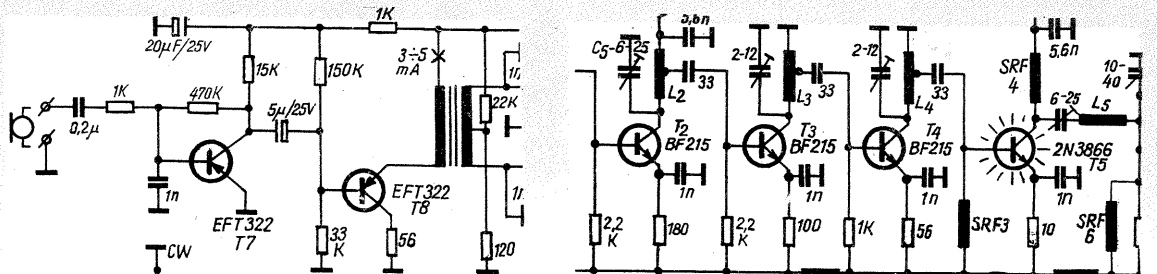 20µF/25V
1K
3÷5
mA
15K
150K
1K
470K
5µ/25V
22K
0,2µ
1n
EFT322
T7
EFT322
T8
33
K
56
120
CW
5,6n
C5-6-25
33
L2
T2
BF215
1n
2,2
K
180
2-12
33
L3
T3
BF215
1n
2,2
K
100
2-12
33
L4
T4
BF215
1n
1K
56
SRF3
SRF
4
5,6n
6-25
L5
10-
40
2N3866
T5
1n
10
SRF
6